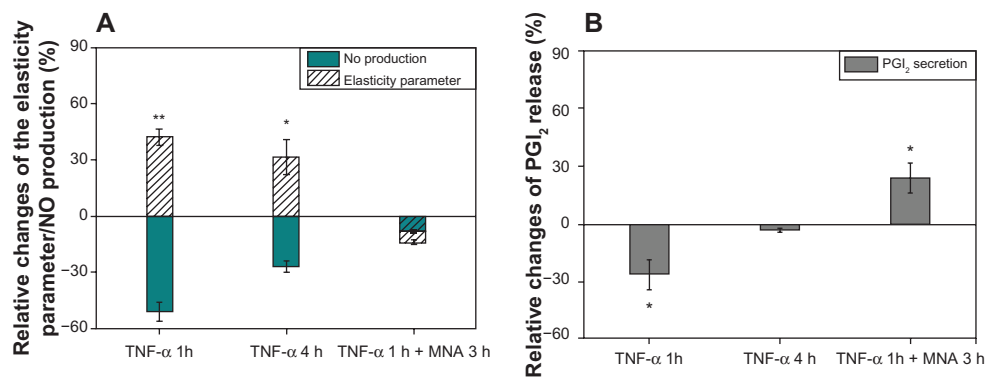 A
Relative changes of the elasticity
parameter/NO production (%)
90
60
30
0
−30
−60
No production
Elasticity parameter
**
*
TNF-α 1h
TNF-α 4 h
TNF-α 1 h + MNA 3 h
B
Relative changes of PGI₂ release (%)
90
60
30
0
−30
−60
PGI₂ secretion
*
*
TNF-α 1h
TNF-α 4 h
TNF-α 1 h + MNA 3 h